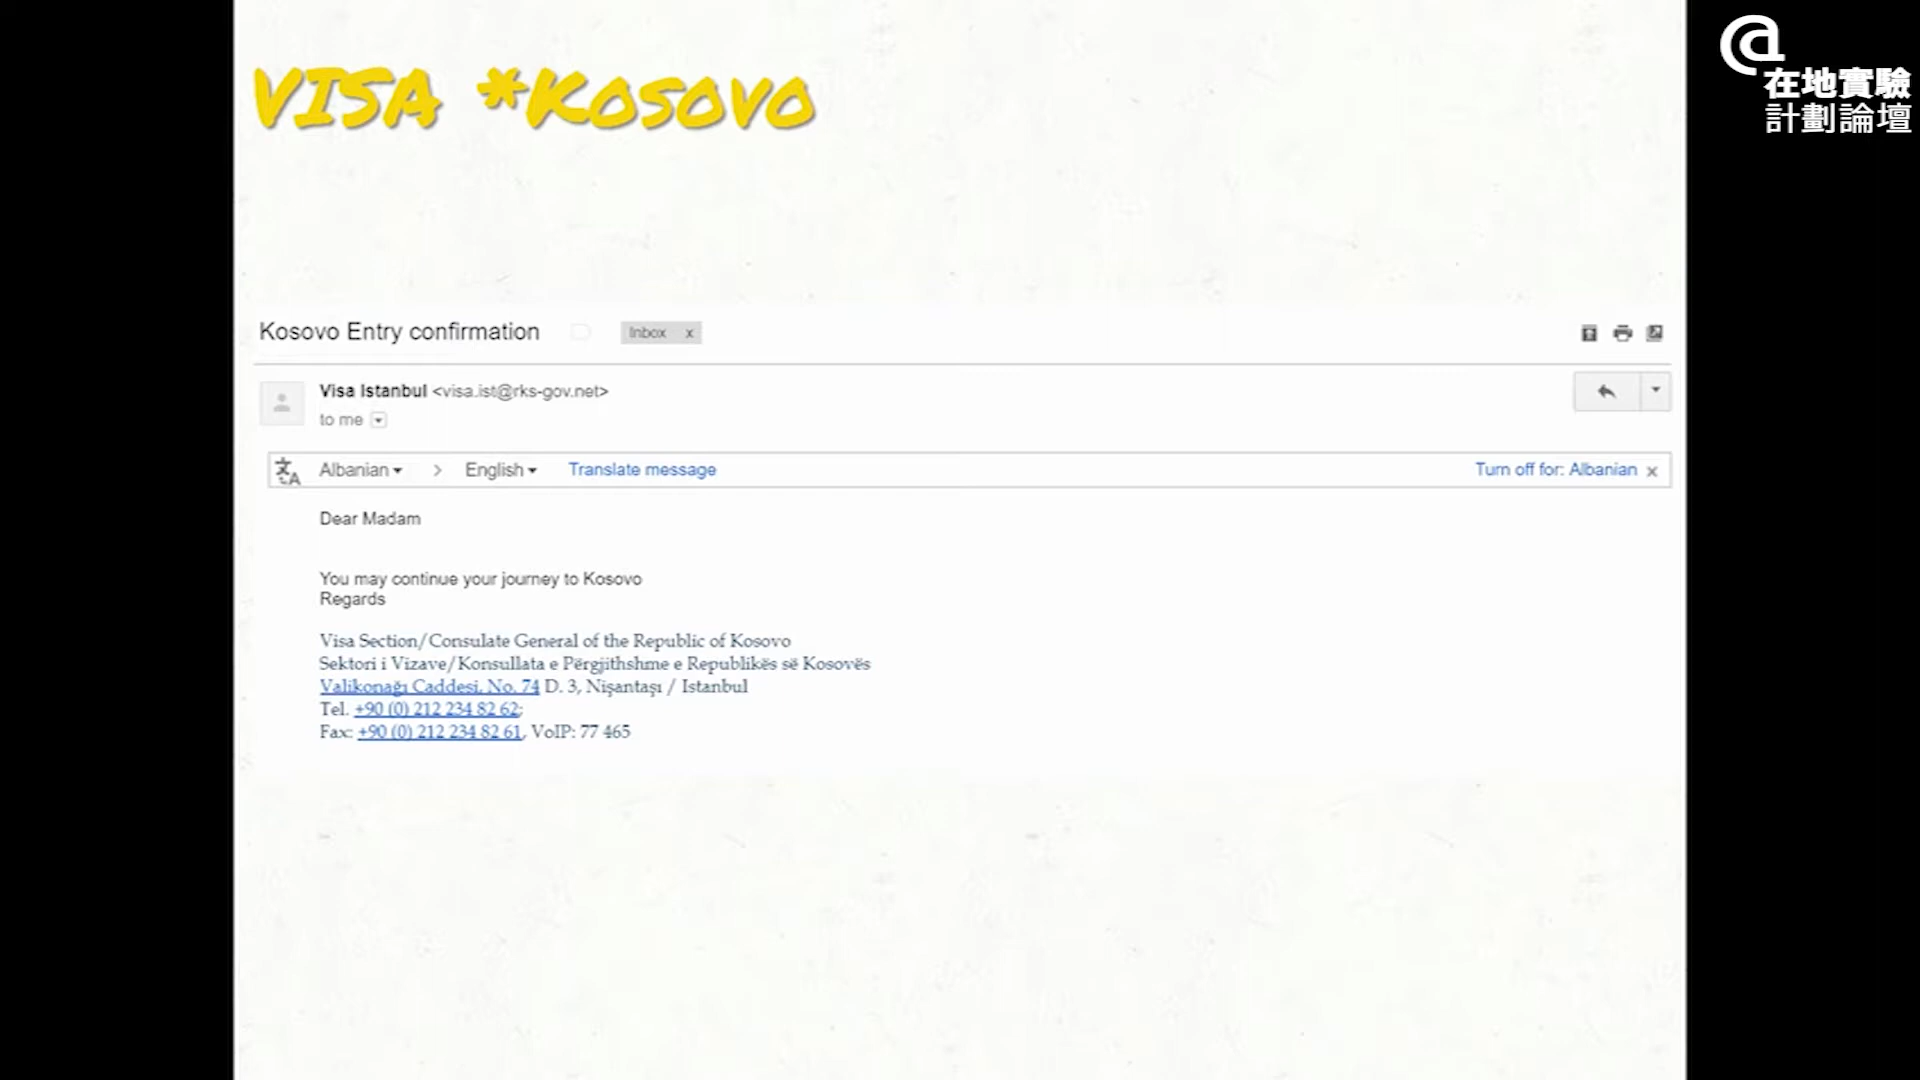 VISA *Kosovo
@
在地實驗
計劃論壇
Kosovo Entry confirmation
Inbox x
Visa Istanbul <visa.ist@rks-gov.net>
to me
Albanian > English Translate message Turn off for: Albanian x
Dear Madam
You may continue your journey to Kosovo
Regards
Visa Section/Consulate General of the Republic of Kosovo
Sektori i Vizave/Konsullata e Përgjithshme e Republikës së Kosovës
Valikonağı Caddesi. No. 74 D. 3, Nişantaşı / Istanbul
Tel. +90 (0) 212 234 82 62;
Fax: +90 (0) 212 234 82 61, VoIP: 77 465